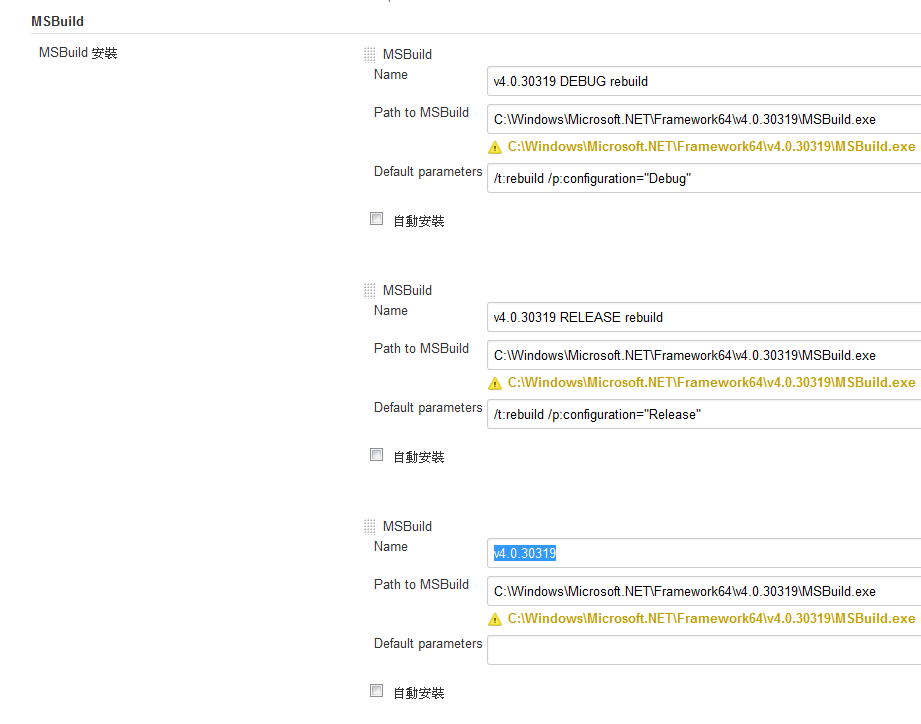 MSBuild
MSBuild 安裝
MSBuild
Name
v4.0.30319 DEBUG rebuild
Path to MSBuild
C:\Windows\Microsoft.NET\Framework64\v4.0.30319\MSBuild.exe
C:\Windows\Microsoft.NET\Framework64\v4.0.30319\MSBuild.exe
Default parameters
/t:rebuild /p:configuration="Debug"
自動安裝
MSBuild
Name
v4.0.30319 RELEASE rebuild
Path to MSBuild
C:\Windows\Microsoft.NET\Framework64\v4.0.30319\MSBuild.exe
C:\Windows\Microsoft.NET\Framework64\v4.0.30319\MSBuild.exe
Default parameters
/t:rebuild /p:configuration="Release"
自動安裝
MSBuild
Name
v4.0.30319
Path to MSBuild
C:\Windows\Microsoft.NET\Framework64\v4.0.30319\MSBuild.exe
C:\Windows\Microsoft.NET\Framework64\v4.0.30319\MSBuild.exe
Default parameters
自動安裝